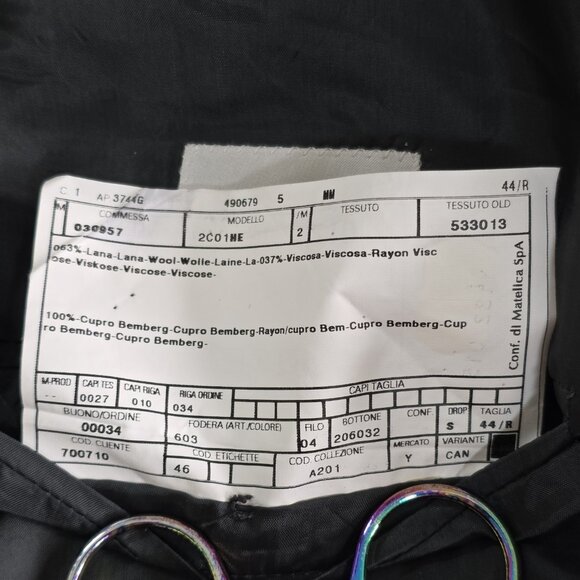 C 1 AP 3744G 490679 5 MM 44/R
M COMMESSA MODELLO /M TESSUTO TESSUTO OLD
030957 2C01NE 2 533013
063%-Lana-Lana-Wool-Wolle-Laine-La-037%-Viscosa-Viscosa-Rayon Visc
ose-Viskose-Viscose-Viscose-
100%-Cupro Bemberg-Cupro Bemberg-Rayon/cupro Bem-Cupro Bemberg-Cup
ro Bemberg-Cupro Bemberg-
Conf. di Matelica SpA
M-PROD CAPI TES CAPI RIGA RIGA ORDINE CAPI TAGLIA
0027 010 034
BUONO/ORDINE FODERA (ART./COLORE) FILO BOTTONE CONF. DROP TAGLIA
00034 603 04 206032 S 44/R
COD. CLIENTE COD. ETICHETTE COD. COLLEZIONE MERCATO VARIANTE
700710 46 A201 Y CAN